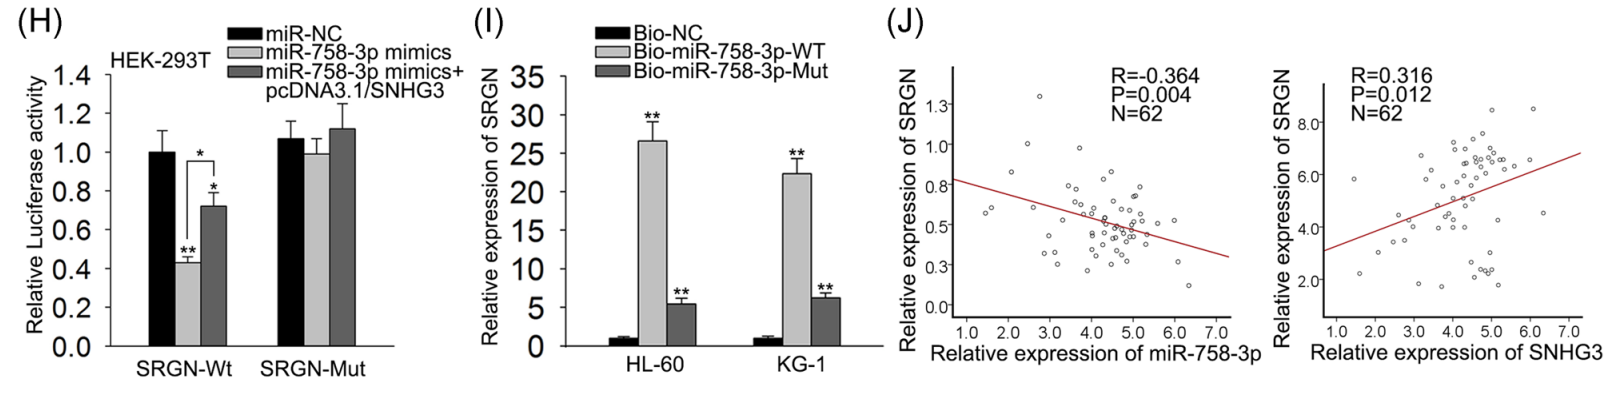 (H)
miR-NC
miR-758-3p mimics
miR-758-3p mimics+
pcDNA3.1/SNHG3
HEK-293T
Relative Luciferase activity
1.4
1.2
1.0
0.8
0.6
0.4
0.2
0.0
**
*
*
SRGN-Wt
SRGN-Mut
(I)
Bio-NC
Bio-miR-758-3p-WT
Bio-miR-758-3p-Mut
Relative expression of SRGN
35
30
25
20
15
10
5
0
**
**
**
**
HL-60
KG-1
(J)
R=-0.364
P=0.004
N=62
Relative expression of SRGN
1.3
1.0
0.8
0.5
0.3
0.0
1.0 2.0 3.0 4.0 5.0 6.0 7.0
Relative expression of miR-758-3p
R=0.316
P=0.012
N=62
Relative expression of SRGN
8.0
6.0
4.0
2.0
1.0 2.0 3.0 4.0 5.0 6.0 7.0
Relative expression of SNHG3